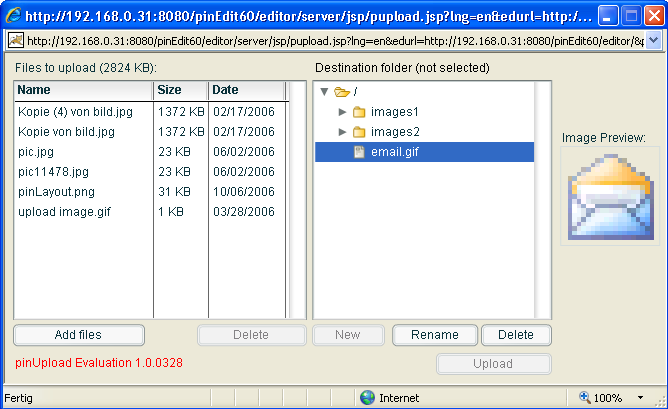 http://192.168.0.31:8080/pinEdit60/editor/server/jsp/pupload.jsp?lng=en&edurl=http:/...
http://192.168.0.31:8080/pinEdit60/editor/server/jsp/pupload.jsp?lng=en&edurl=http://192.168.0.31:8080/pinEdit60/editor/&p
Files to upload (2824 KB):
Name Size Date
Kopie (4) von bild.jpg 1372 KB 02/17/2006
Kopie von bild.jpg 1372 KB 02/17/2006
pic.jpg 23 KB 06/02/2006
pic11478.jpg 23 KB 06/02/2006
pinLayout.png 31 KB 10/06/2006
upload image.gif 1 KB 03/28/2006
Destination folder (not selected)
/
images1
images2
email.gif
Image Preview:
Add files
Delete
New
Rename
Delete
pinUpload Evaluation 1.0.0328
Upload
Fertig
Internet
100%